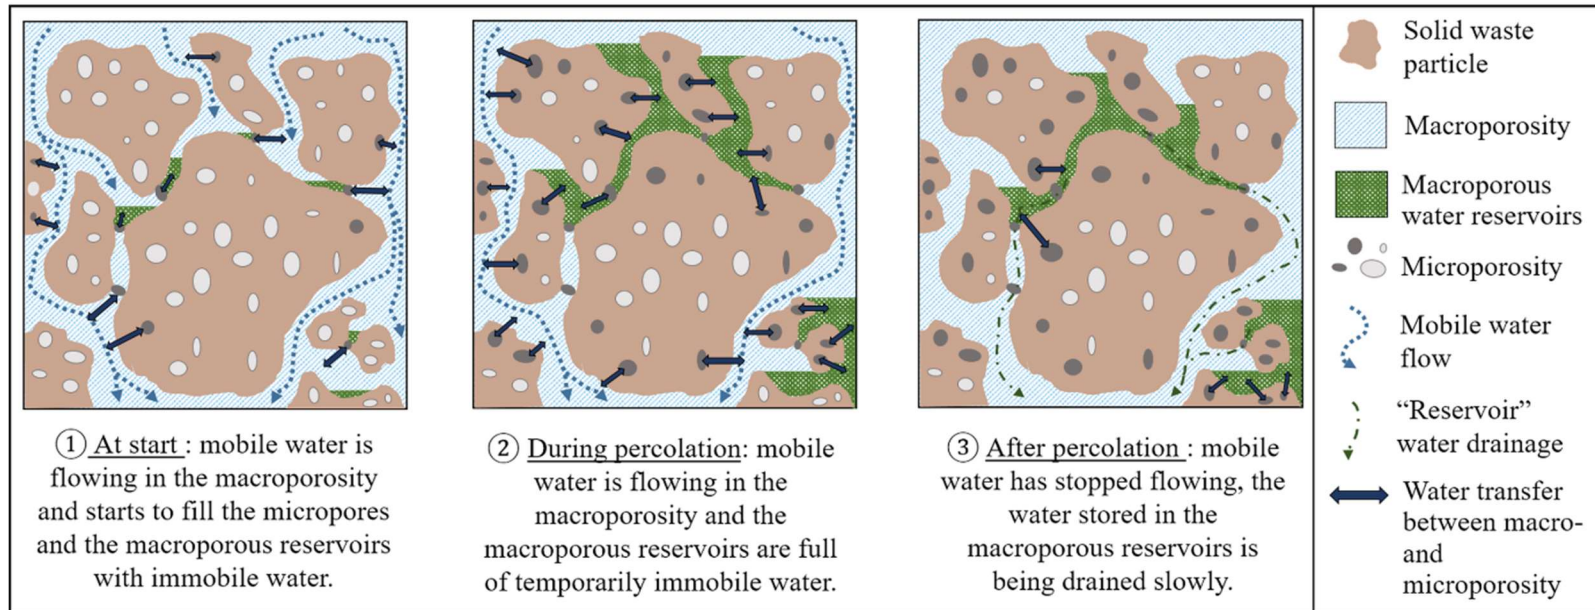 ① At start : mobile water is
flowing in the macroporosity
and starts to fill the micropores
and the macroporous reservoirs
with immobile water.
② During percolation: mobile
water is flowing in the
macroporosity and the
macroporous reservoirs are full
of temporarily immobile water.
③ After percolation : mobile
water has stopped flowing, the
water stored in the
macroporous reservoirs is
being drained slowly.
Solid waste
particle
Macroporosity
Macroporous
water reservoirs
Microporosity
Mobile water
flow
“Reservoir”
water drainage
Water transfer
between macro-
and
microporosity